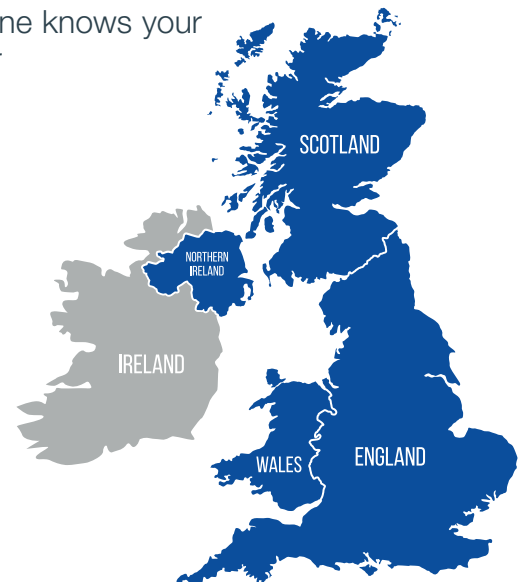 ne knows your
SCOTLAND
NORTHERN
IRELAND
IRELAND
WALES
ENGLAND